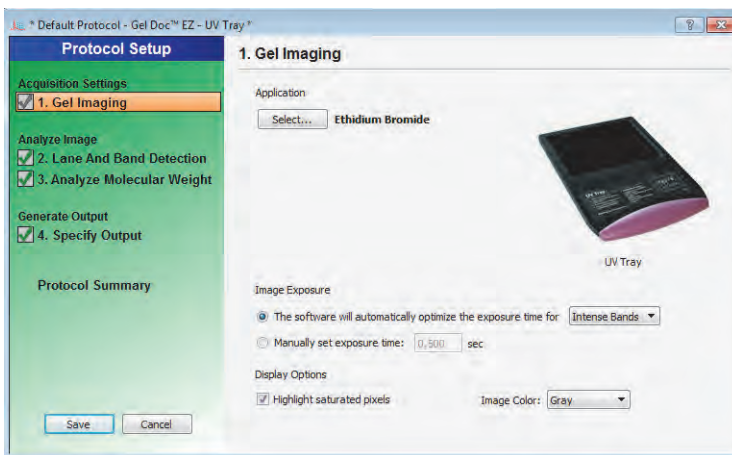 * Default Protocol - Gel Doc™ EZ - UV Tray *
Protocol Setup
Acquisition Settings
1. Gel Imaging
Analyze Image
2. Lane And Band Detection
3. Analyze Molecular Weight
Generate Output
4. Specify Output
Protocol Summary
Save Cancel
1. Gel Imaging
Application
Select... Ethidium Bromide
UV Tray
UV Tray
Image Exposure
The software will automatically optimize the exposure time for Intense Bands
Manually set exposure time: 0.500 sec
Display Options
Highlight saturated pixels Image Color: Gray